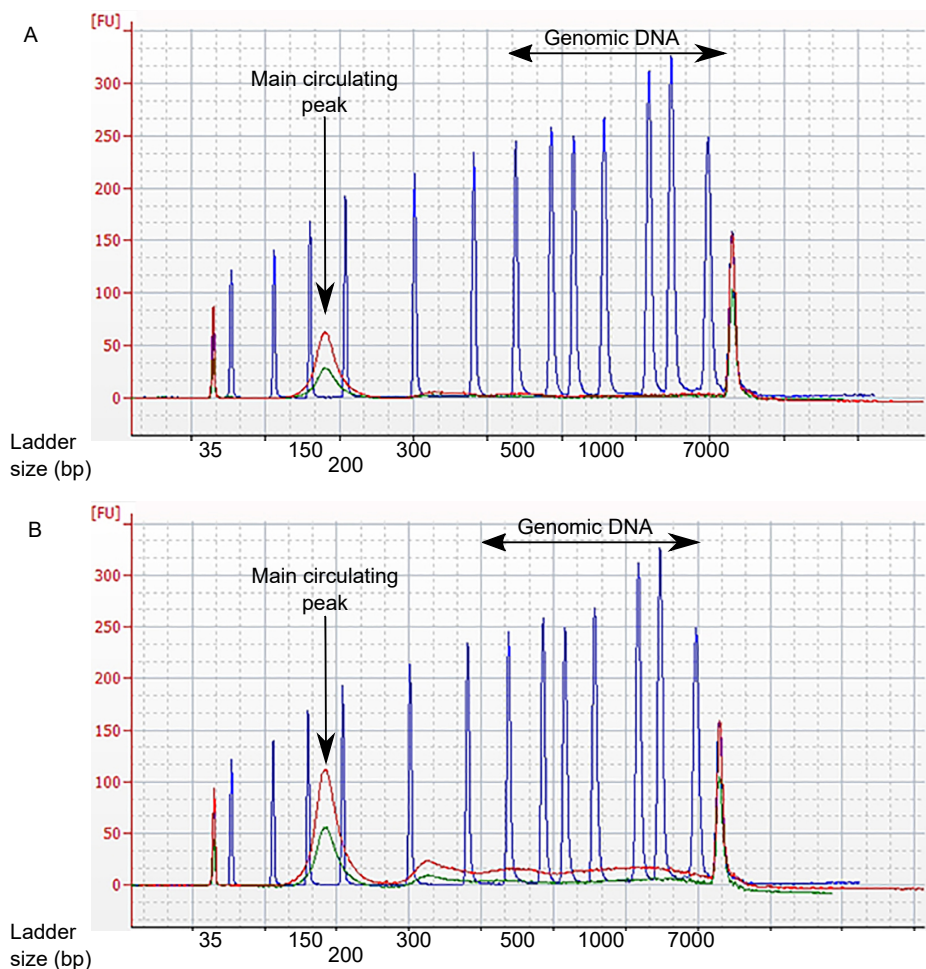 A
[FU]
Genomic DNA
Main circulating
peak
300
250
200
150
100
50
0
Ladder
size (bp)
35 150 200 300 500 1000 7000
B
[FU]
Genomic DNA
Main circulating
peak
300
250
200
150
100
50
0
Ladder
size (bp)
35 150 200 300 500 1000 7000